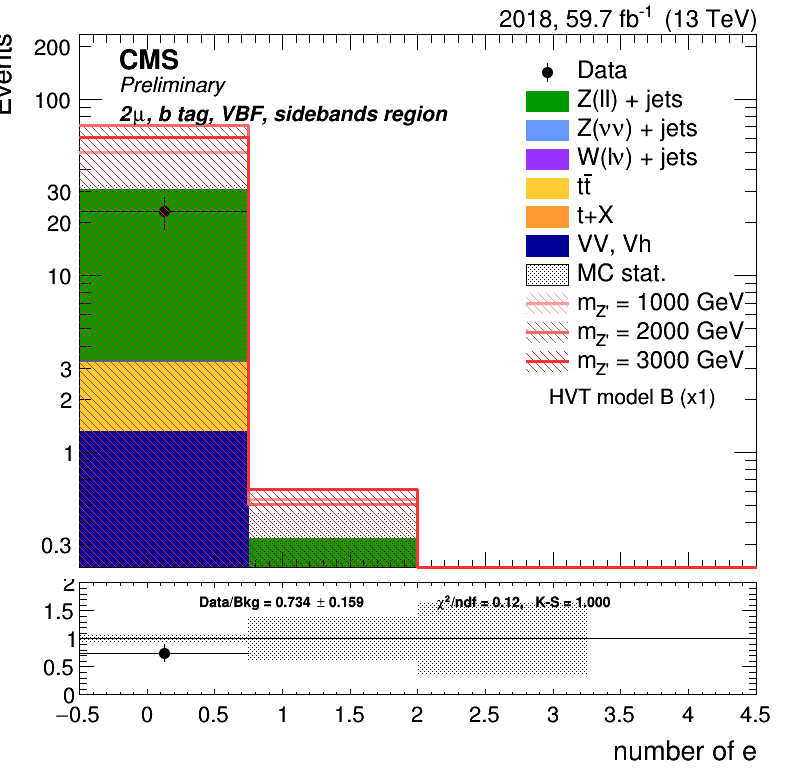 2018, 59.7 fb⁻¹ (13 TeV)
Events
CMS
Preliminary
2μ, b tag, VBF, sidebands region
Data
Z(ll) + jets
Z(νν) + jets
W(lν) + jets
tt̄
t+X
VV, Vh
MC stat.
m_Z' = 1000 GeV
m_Z' = 2000 GeV
m_Z' = 3000 GeV
HVT model B (x1)
200
100
30
20
10
3
2
1
0.3
Data/Bkg = 0.734 ± 0.159
χ²/ndf = 0.12, K-S = 1.000
2
1.5
1
0.5
0
−0.5 0 0.5 1 1.5 2 2.5 3 3.5 4 4.5
number of e